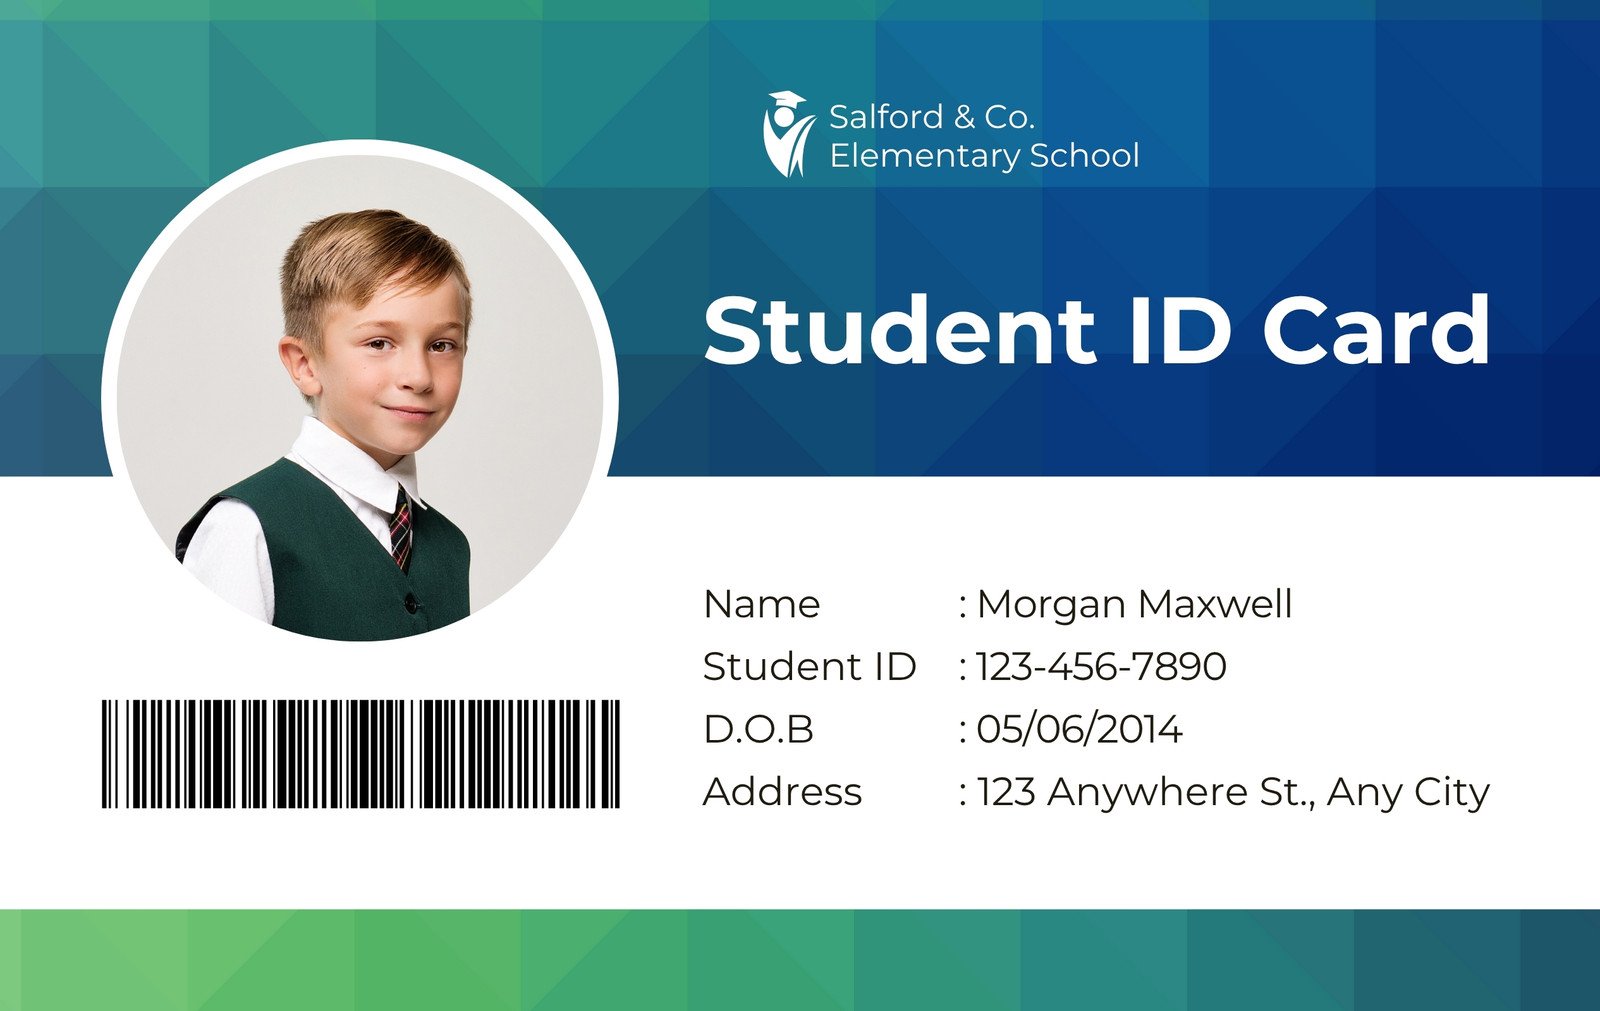 Salford & Co.
Elementary School
Student ID Card
Name : Morgan Maxwell
Student ID : 123-456-7890
D.O.B : 05/06/2014
Address : 123 Anywhere St., Any City